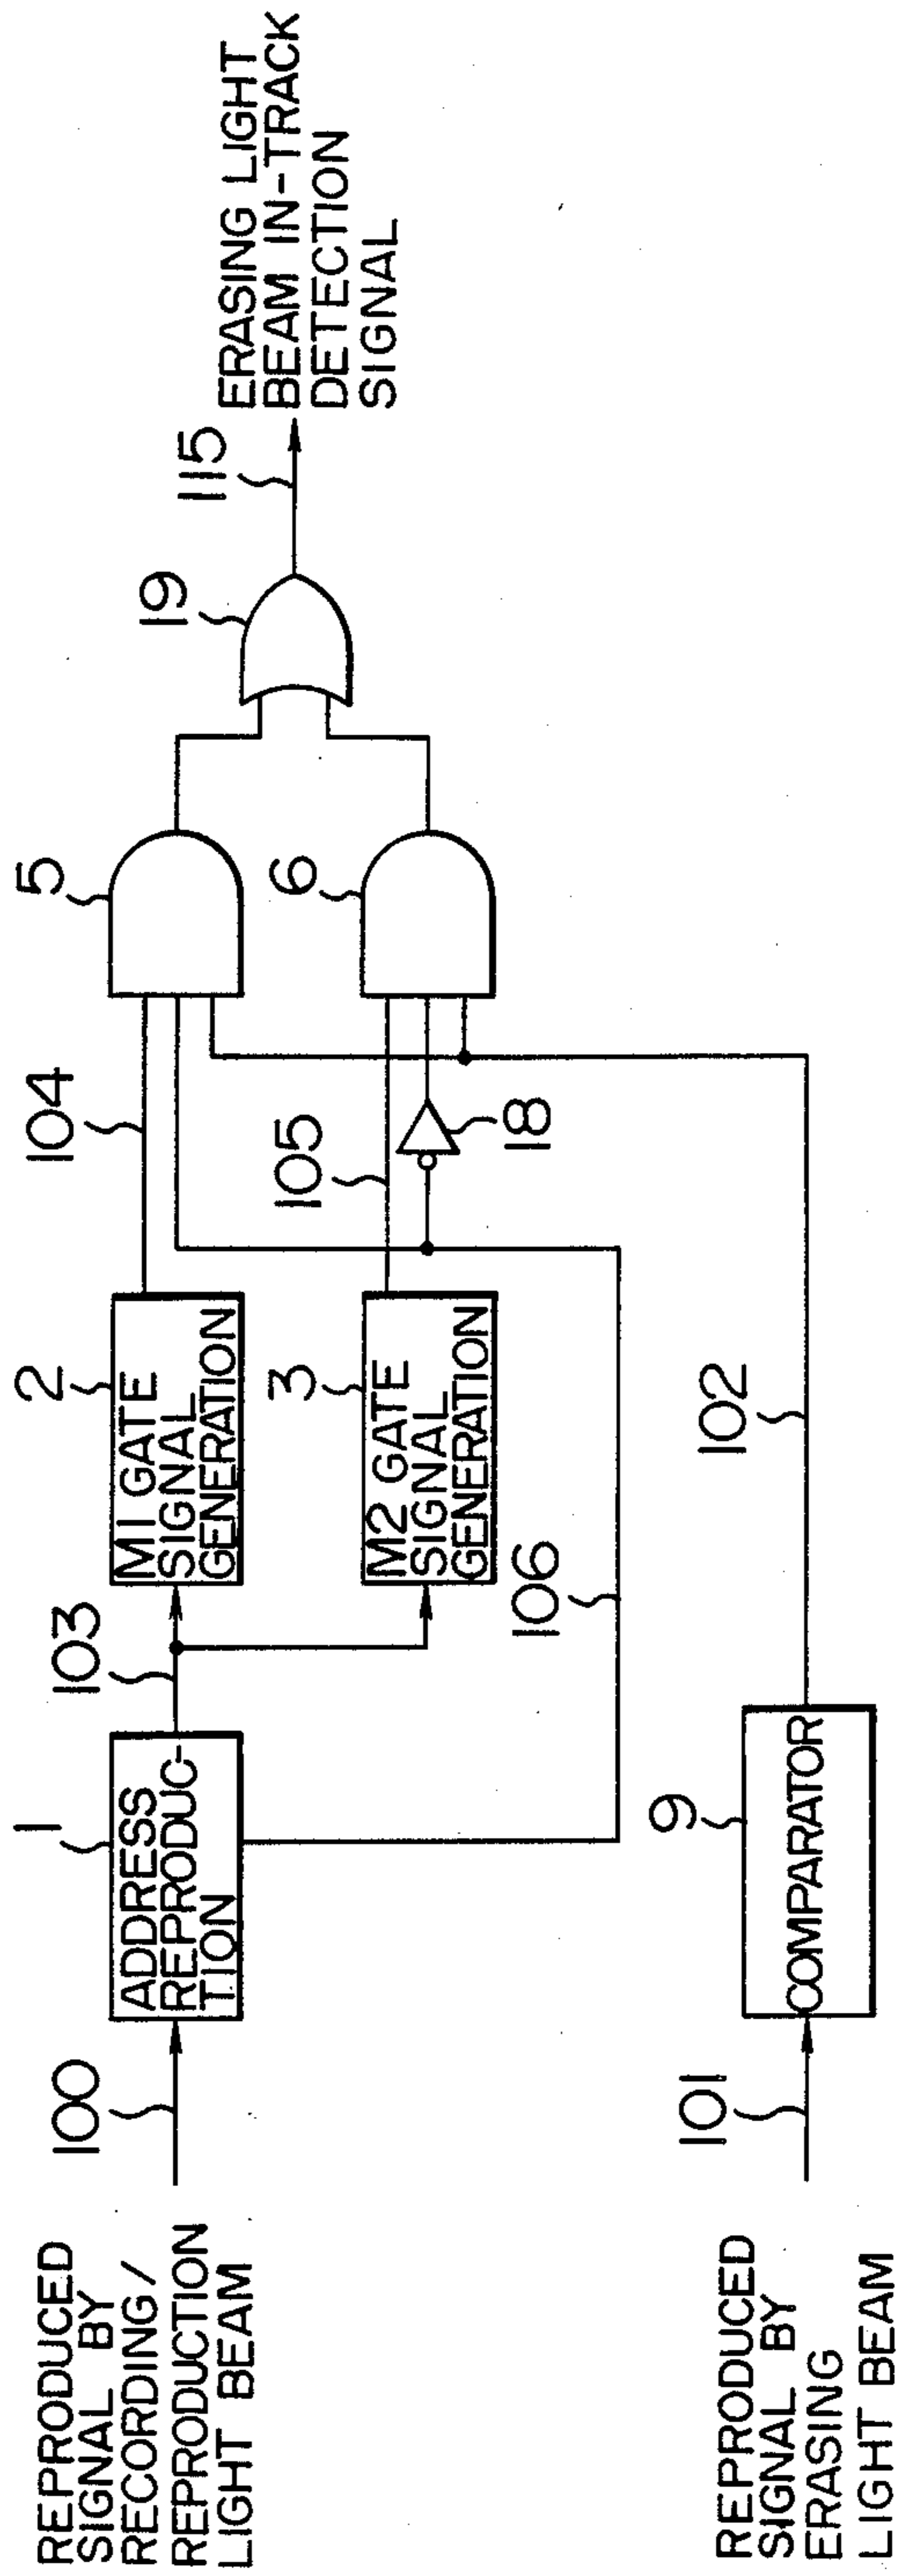 REPRODUCED
SIGNAL BY
RECORDING/
REPRODUCTION
LIGHT BEAM
100
1
ADDRESS
REPRODUC-
TION
103
2
M1 GATE
SIGNAL
GENERATION
104
3
M2 GATE
SIGNAL
GENERATION
105
106
18
5
6
19
115
ERASING LIGHT
BEAM IN-TRACK
DETECTION
SIGNAL
REPRODUCED
SIGNAL BY
ERASING
LIGHT BEAM
101
9
COMPARATOR
102